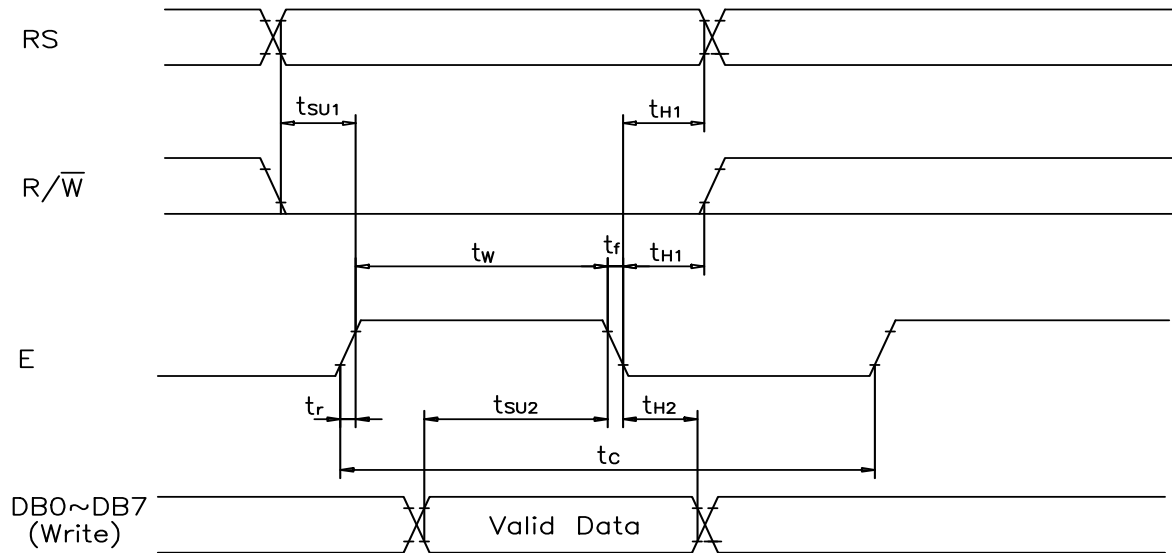 RS
tSU1
tH1
R/W̅
tW
tf
tH1
E
tr
tSU2
tH2
tC
DB0~DB7
(Write)
Valid Data